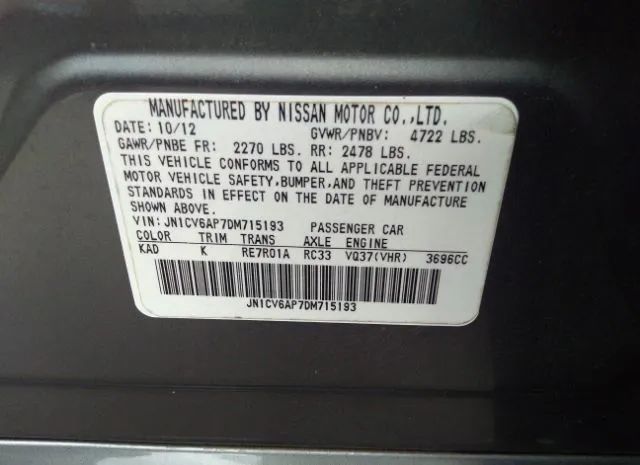 MANUFACTURED BY NISSAN MOTOR CO.,LTD.
DATE: 10/12 GVWR/PNBV: 4722 LBS.
GAWR/PNBE FR: 2270 LBS. RR: 2478 LBS.
THIS VEHICLE CONFORMS TO ALL APPLICABLE FEDERAL
MOTOR VEHICLE SAFETY,BUMPER,AND THEFT PREVENTION
STANDARDS IN EFFECT ON THE DATE OF MANUFACTURE
SHOWN ABOVE.
VIN: JN1CV6AP7DM715193 PASSENGER CAR
COLOR TRIM TRANS AXLE ENGINE
KAD K RE7R01A RC33 VQ37(VHR) 3696CC
JN1CV6AP7DM715193